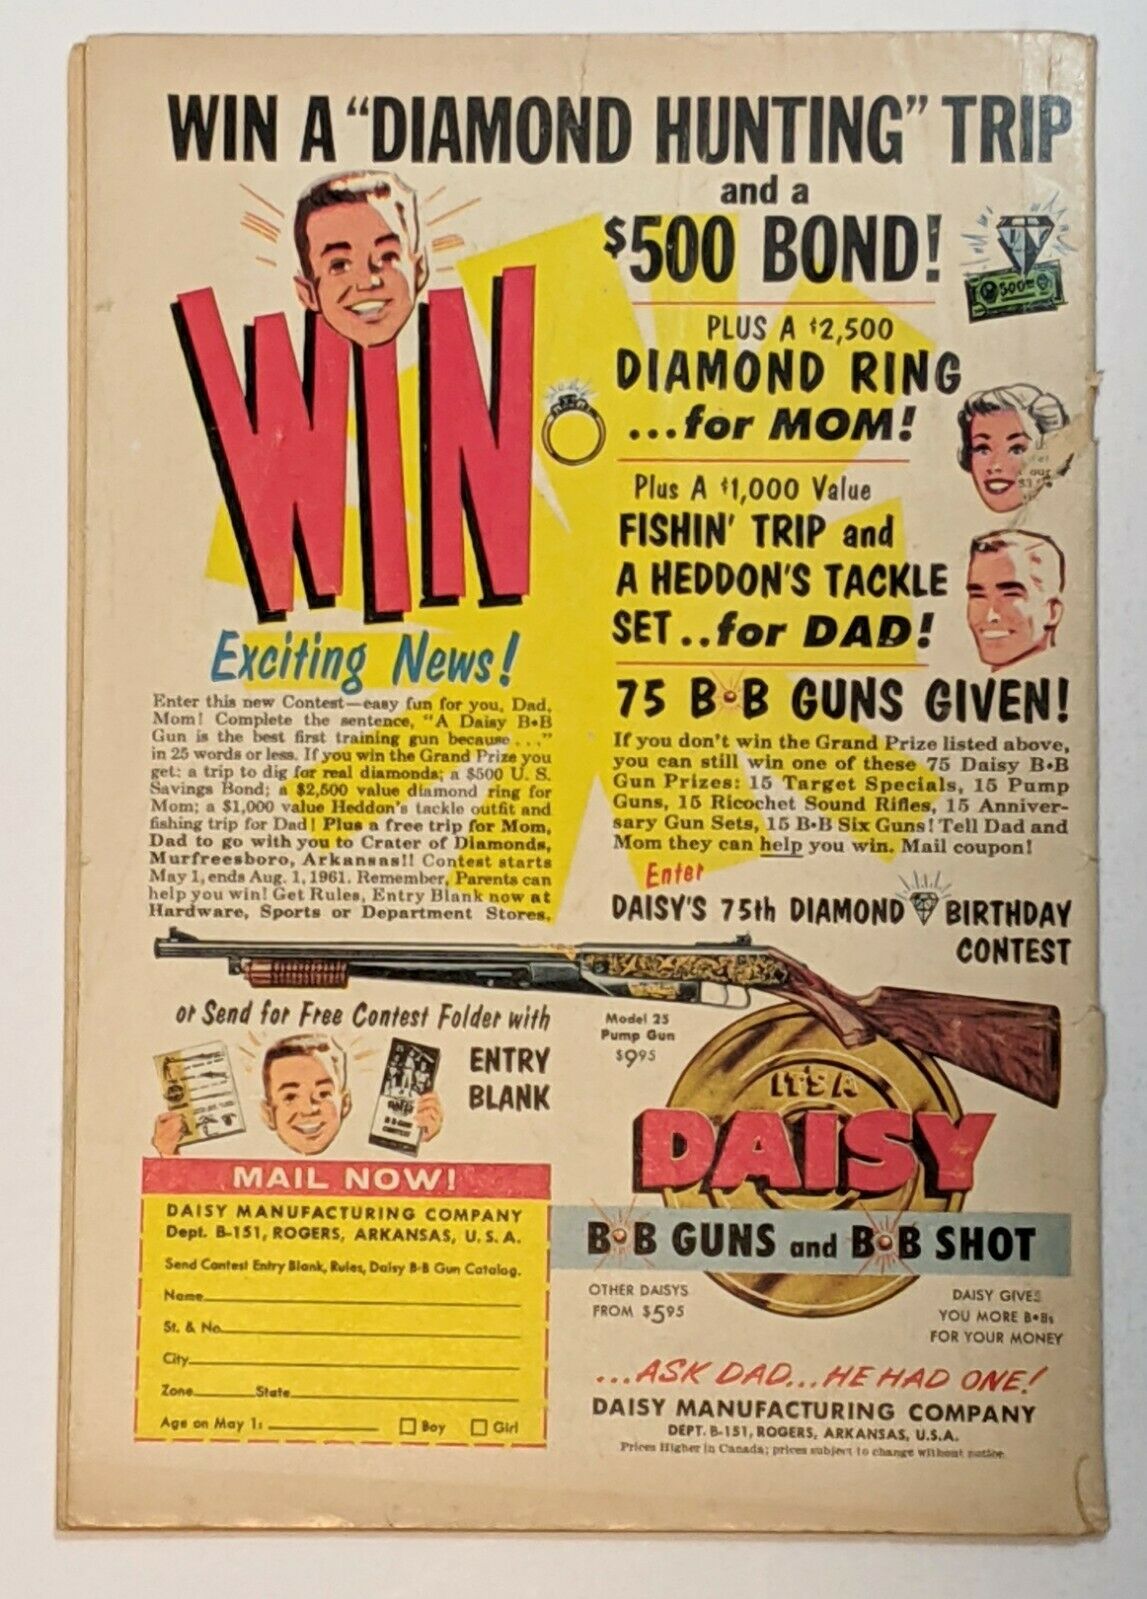 WIN A "DIAMOND HUNTING" TRIP
and a
$500 BOND!
500
WIN
PLUS A $2,500
DIAMOND RING
...for MOM!
Plus A $1,000 Value
FISHIN' TRIP and
A HEDDON'S TACKLE
SET..for DAD!
Exciting News!
Enter this new Contest—easy fun for you, Dad,
Mom! Complete the sentence, "A Daisy B•B
Gun is the best first training gun because..."
in 25 words or less. If you win the Grand Prize you
get: a trip to dig for real diamonds; a $500 U. S.
Savings Bond; a $2,500 value diamond ring for
Mom; a $1,000 value Heddon's tackle outfit and
fishing trip for Dad! Plus a free trip for Mom,
Dad to go with you to Crater of Diamonds,
Murfreesboro, Arkansas!! Contest starts
May 1, ends Aug. 1, 1961. Remember, Parents can
help you win! Get Rules, Entry Blank now at
Hardware, Sports or Department Stores,
75 B•B GUNS GIVEN!
If you don't win the Grand Prize listed above,
you can still win one of these 75 Daisy B•B
Gun Prizes: 15 Target Specials, 15 Pump
Guns, 15 Ricochet Sound Rifles, 15 Anniver-
sary Gun Sets, 15 B•B Six Guns! Tell Dad and
Mom they can help you win. Mail coupon!
Enter
DAISY'S 75th DIAMOND BIRTHDAY
CONTEST
or Send for Free Contest Folder with
ENTRY
BLANK
Model 25
Pump Gun
$9.95
IT'S A
DAISY
B•B GUNS and B•B SHOT
OTHER DAISYS
FROM $5.95
DAISY GIVES
YOU MORE B•Bs
FOR YOUR MONEY
...ASK DAD...HE HAD ONE!
DAISY MANUFACTURING COMPANY
DEPT. B-151, ROGERS, ARKANSAS, U.S.A.
Prices Higher in Canada; prices subject to change without notice.
MAIL NOW!
DAISY MANUFACTURING COMPANY
Dept. B-151, ROGERS, ARKANSAS, U. S. A.
Send Contest Entry Blank, Rules, Daisy B-B Gun Catalog.
Name
St. & No.
City
Zone State
Age on May 1: Boy Girl